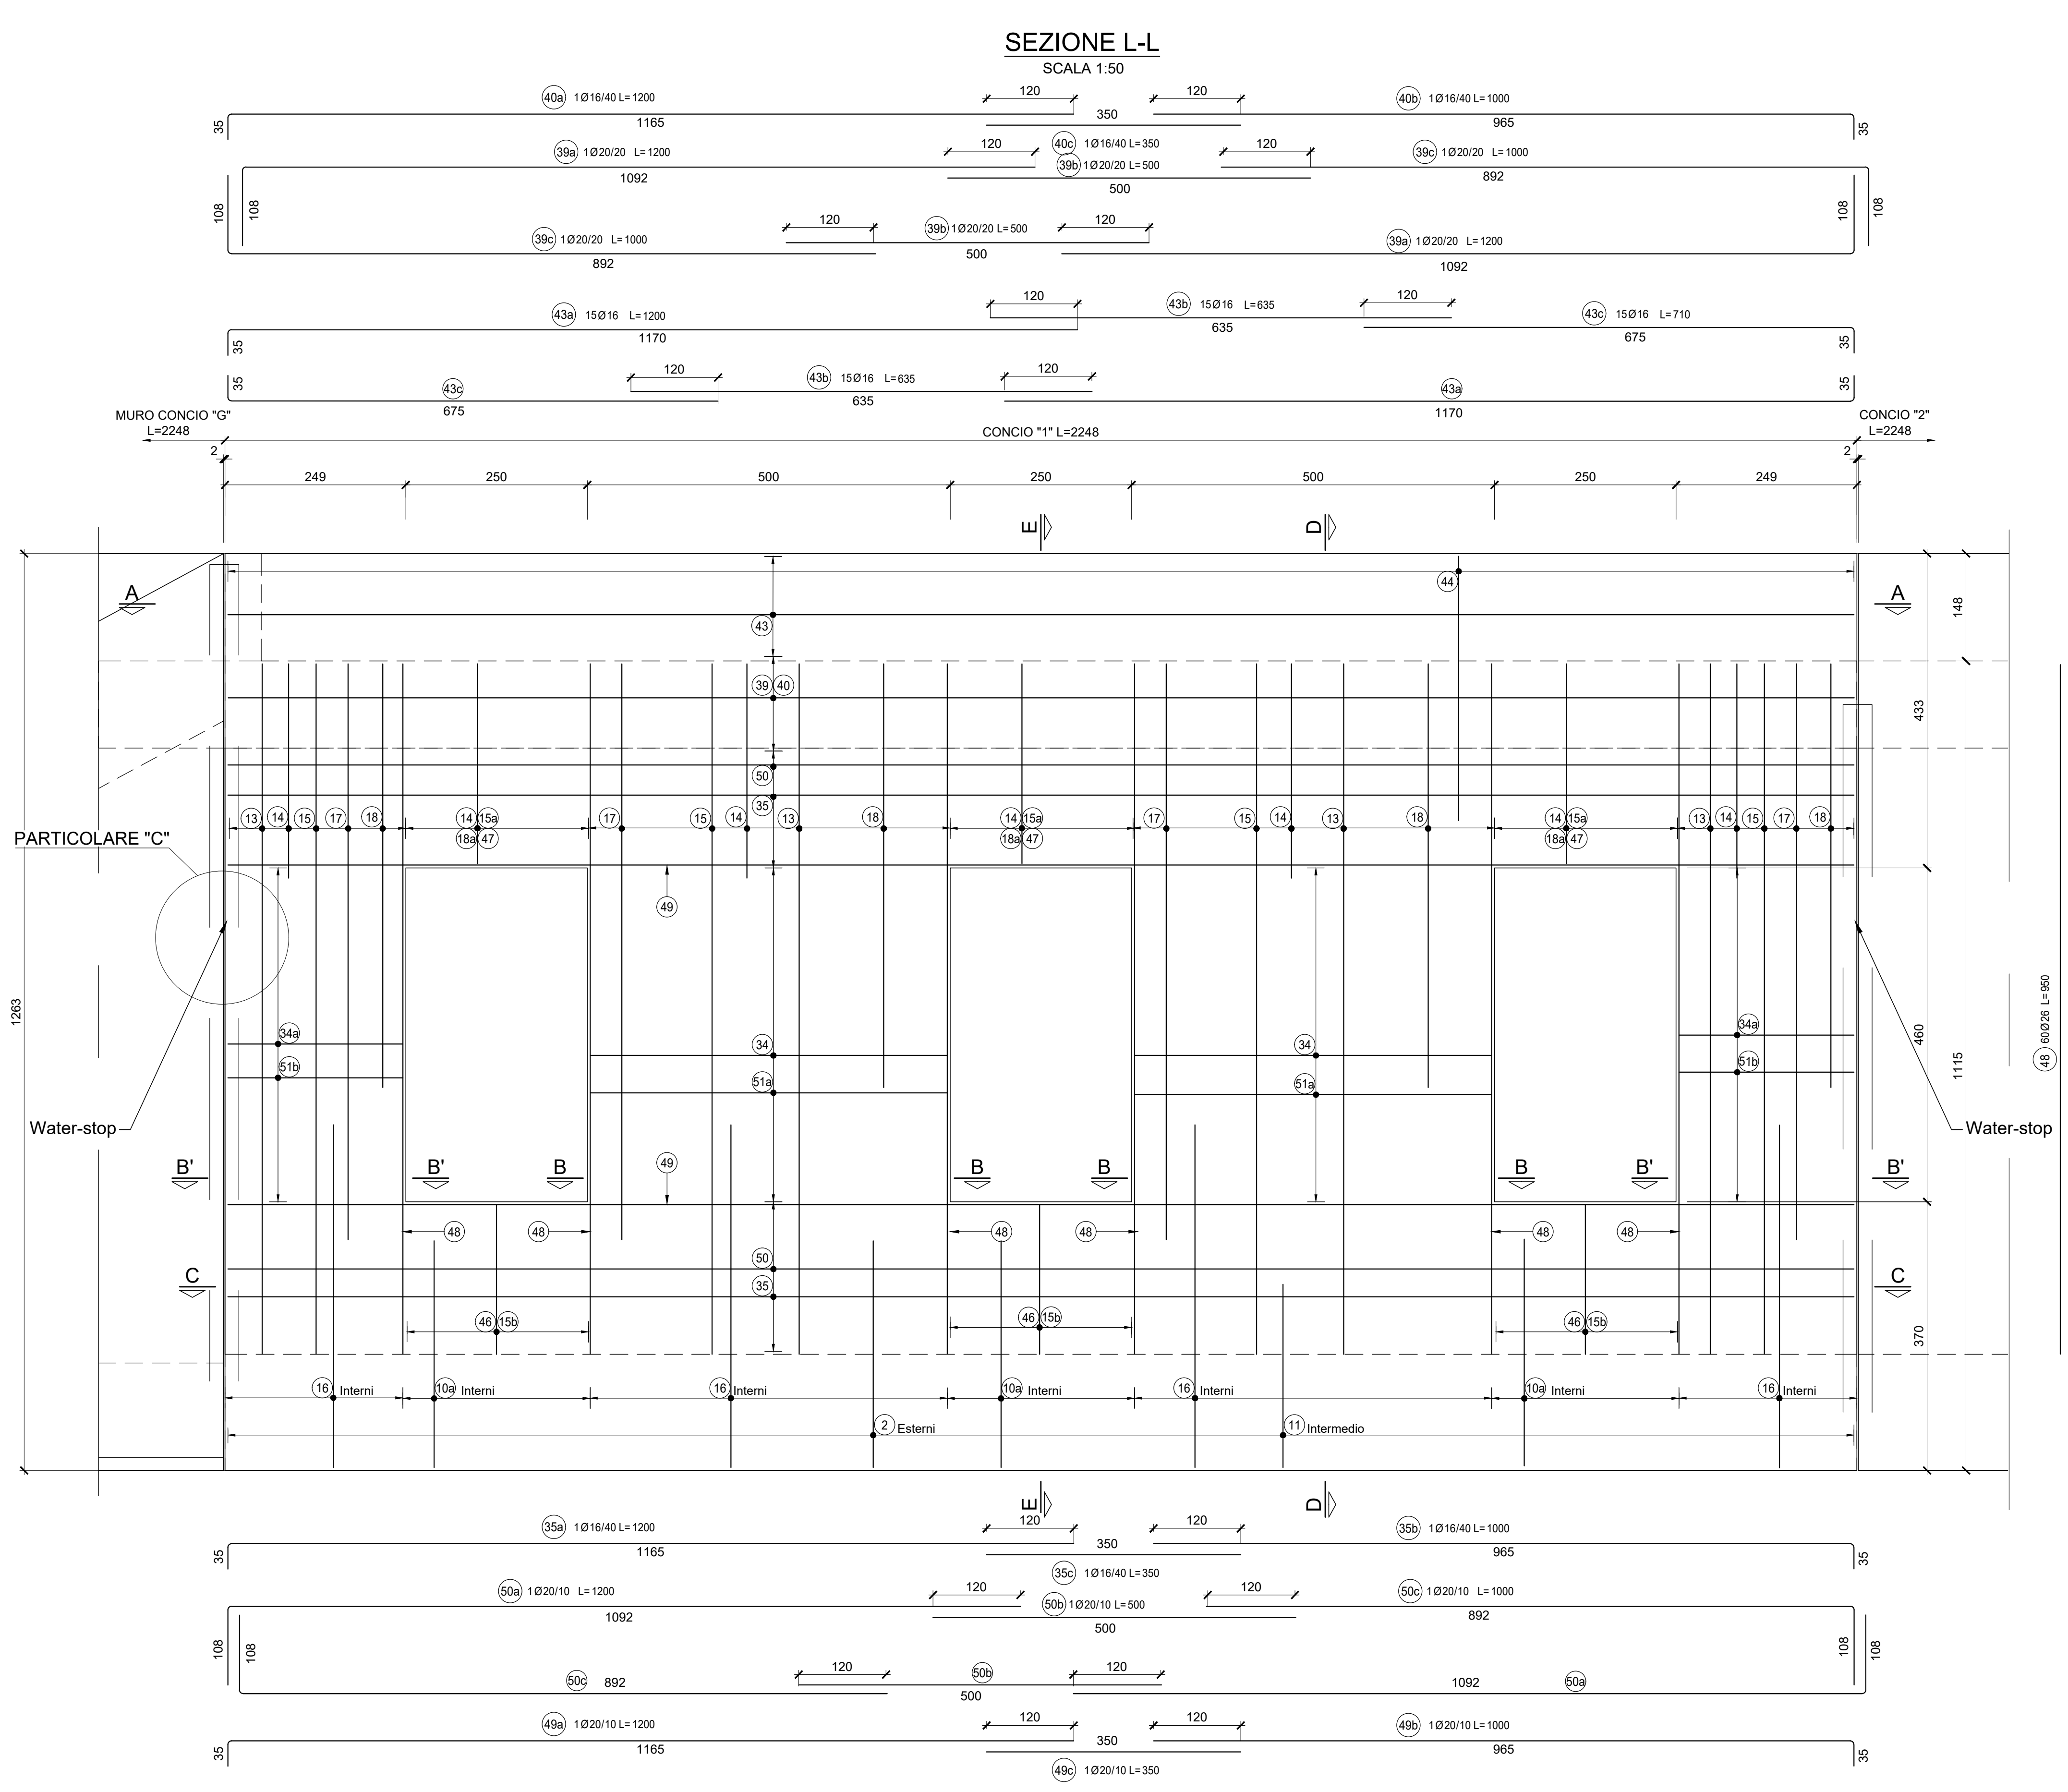 SEZIONE L-L
SCALA 1:50
40a 1Ø16/40 L=1200 120 120 40b 1Ø16/40 L=1000
35 1165 350 965 35
40c 1Ø16/40 L=350
39a 1Ø20/20 L=1200 120 39b 1Ø20/20 L=500 120 39c 1Ø20/20 L=1000
1092 500 892
108 108 108 108
39c 1Ø20/20 L=1000 120 39b 1Ø20/20 L=500 120 39a 1Ø20/20 L=1200
892 500 1092
43a 15Ø16 L=1200 120 43b 15Ø16 L=635 120 43c 15Ø16 L=710
35 1170 635 675 35
35 43c 120 43b 15Ø16 L=635 120 43a 35
675 635 1170
MURO CONCIO "G" CONCIO "2"
L=2248 CONCIO "1" L=2248 L=2248
2 2
249 250 500 250 500 250 249
E D
A 44 A
43 148
39 40
433
50
35
13 14 15 17 18 14 15a 17 15 14 13 18 14 15a 17 15 14 13 18 14 15a 13 14 15 17 18
18a 47 18a 47 18a 47
PARTICOLARE "C"
49
1263
34a 34 34 34a
460
51b 51a 51a 51b
1115
48 60Ø26 L=950
Water-stop Water-stop
B' B' B 49 B B B B' B'
48 48 48 48 48 48
50
C 35 C
46 15b 46 15b 46 15b
370
16 Interni 10a Interni 16 Interni 10a Interni 16 Interni 10a Interni 16 Interni
2 Esterni 11 Intermedio
E D
35a 1Ø16/40 L=1200 120 120 35b 1Ø16/40 L=1000
35 1165 350 965 35
35c 1Ø16/40 L=350
50a 1Ø20/10 L=1200 120 50b 1Ø20/10 L=500 120 50c 1Ø20/10 L=1000
1092 500 892
108 108 108 108
50c 892 120 50b 120 1092 50a
500
49a 1Ø20/10 L=1200 120 120 49b 1Ø20/10 L=1000
35 1165 350 965 35
49c 1Ø20/10 L=350